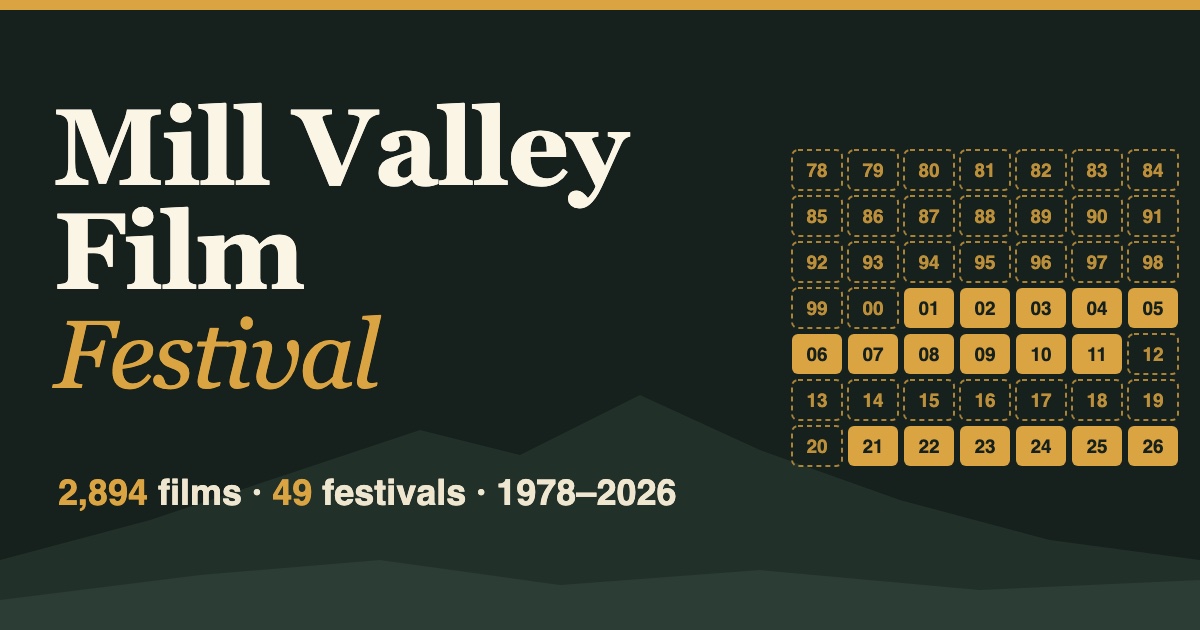 Mill Valley
Film
Festival
2,894 films · 49 festivals · 1978–2026
78 79 80 81 82 83 84
85 86 87 88 89 90 91
92 93 94 95 96 97 98
99 00 01 02 03 04 05
06 07 08 09 10 11 12
13 14 15 16 17 18 19
20 21 22 23 24 25 26